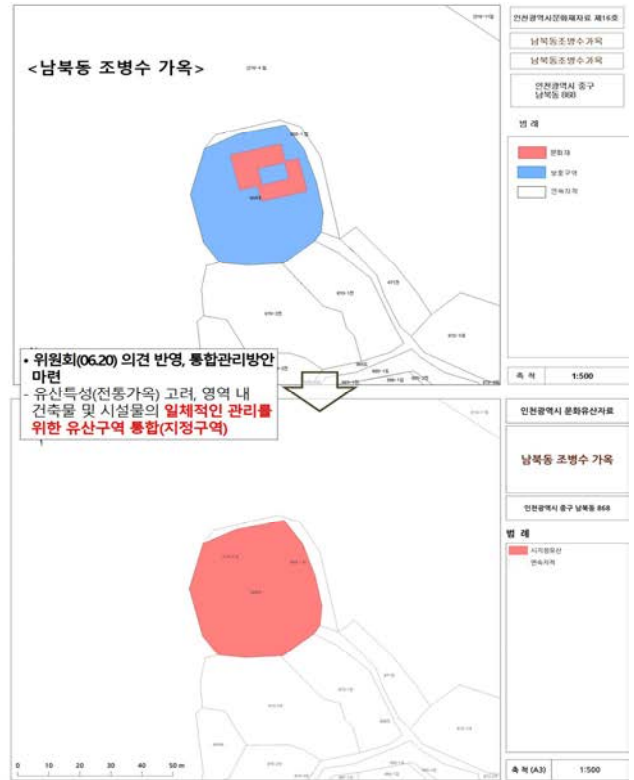 <남북동 조병수 가옥>
인천광역시문화재자료 제16호
남북동조병수가옥
남북동조병수가옥
인천광역시 중구
남북동 868
범 례
문화재
보호구역
연속지적
축 척 1:500
• 위원회(06.20) 의견 반영, 통합관리방안
마련
- 유산특성(전통가옥) 고려, 영역 내
건축물 및 시설물의 일체적인 관리를
위한 유산구역 통합(지정구역)
인천광역시 문화유산자료
남북동 조병수 가옥
인천광역시 중구 남북동 868
범 례
시지정유산
연속지적
0 10 20 30 40 50 m
축 척 (A3) 1:500